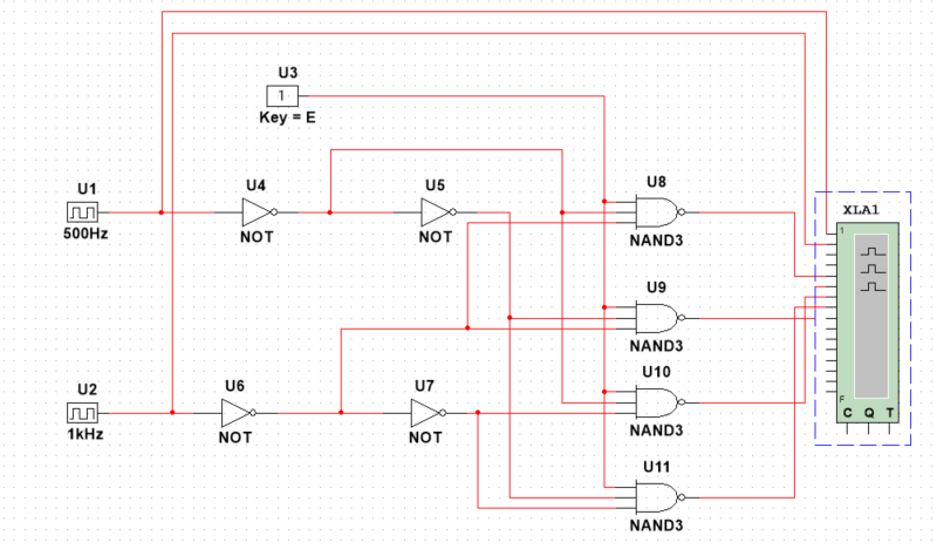 U3
1
Key = E
U1
500Hz
U4
NOT
U5
NOT
U8
NAND3
XLA1
1
F
C Q T
U9
NAND3
U2
1kHz
U6
NOT
U7
NOT
U10
NAND3
U11
NAND3